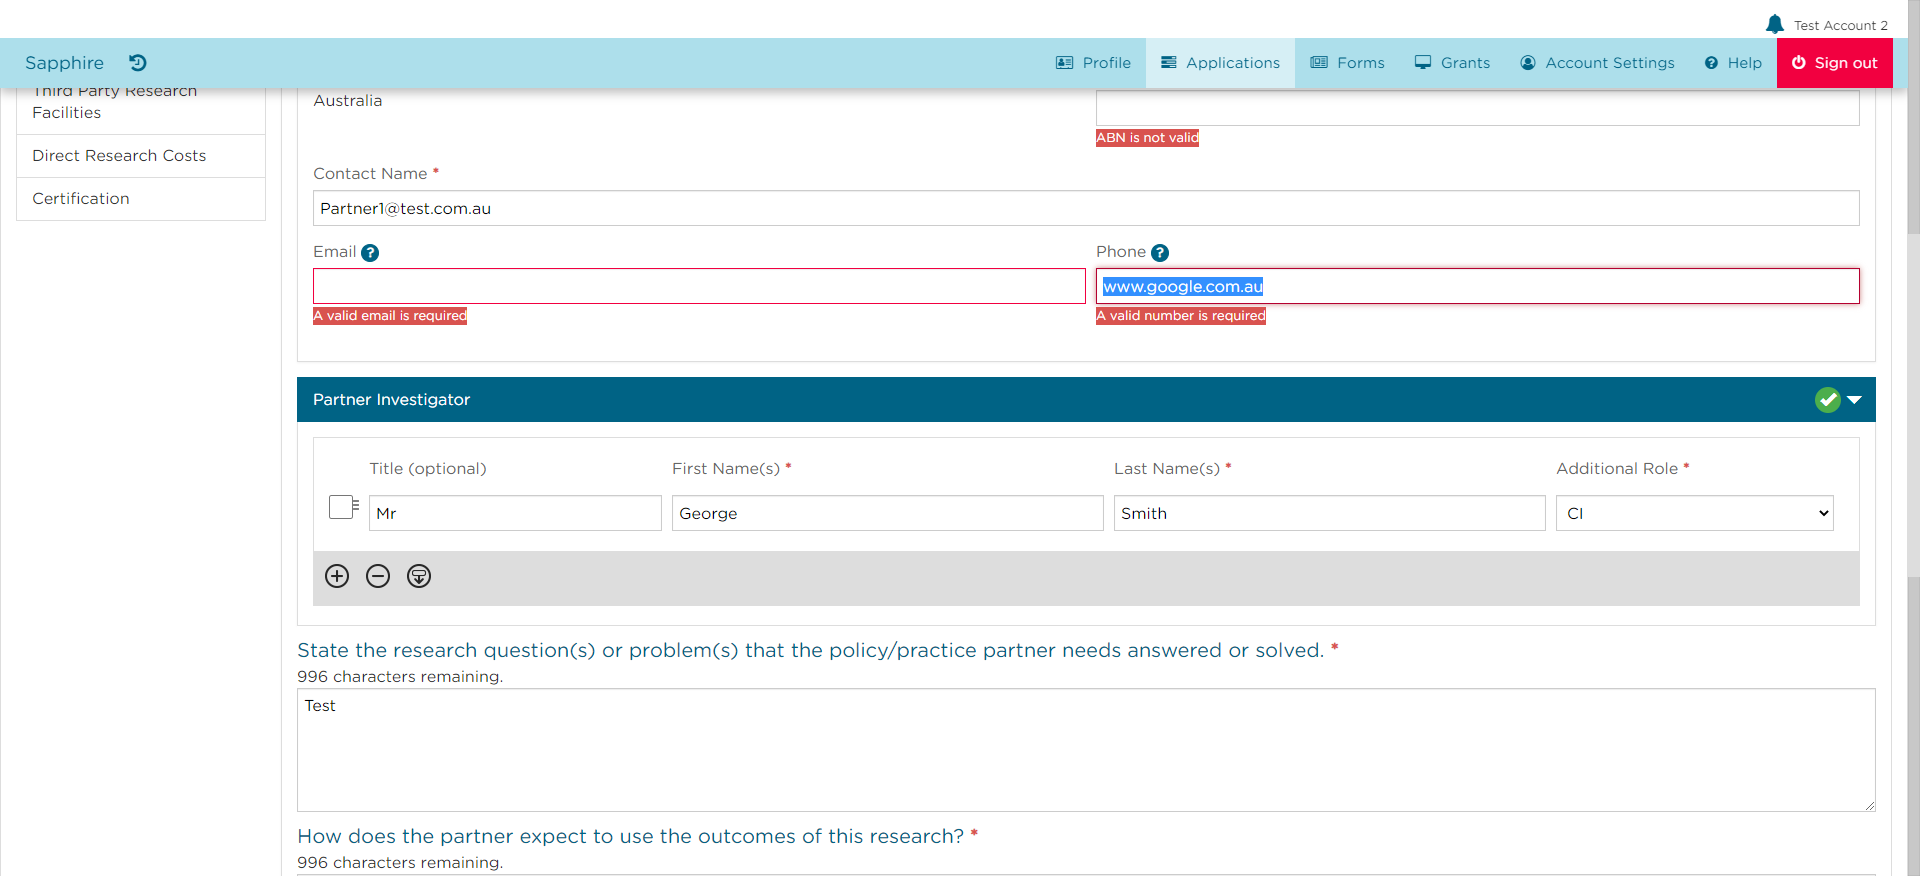 Test Account 2
Sapphire
Profile
Applications
Forms
Grants
Account Settings
Help
Sign out
Third Party Research
Facilities
Direct Research Costs
Certification
Australia
ABN is not valid
Contact Name *
Partner1@test.com.au
Email ?
Phone ?
www.google.com.au
A valid email is required
A valid number is required
Partner Investigator
Title (optional)
First Name(s) *
Last Name(s) *
Additional Role *
Mr
George
Smith
CI
State the research question(s) or problem(s) that the policy/practice partner needs answered or solved. *
996 characters remaining.
Test
How does the partner expect to use the outcomes of this research? *
996 characters remaining.